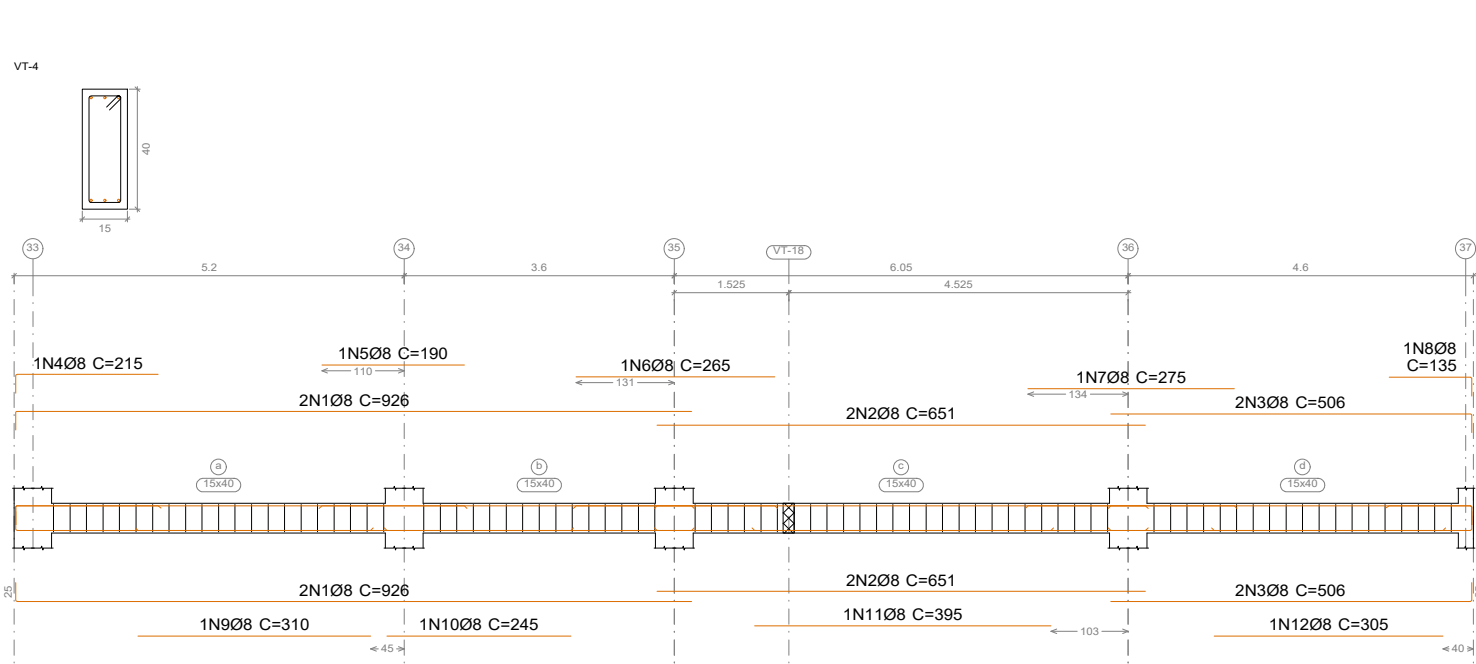 VT-4
40
15
33
34
35
VT-18
36
37
5.2
3.6
6.05
4.6
1.525
4.525
1N4Ø8 C=215
1N5Ø8 C=190
110
1N6Ø8 C=265
131
1N7Ø8 C=275
134
1N8Ø8
C=135
2N1Ø8 C=926
2N2Ø8 C=651
2N3Ø8 C=506
a
15x40
b
15x40
c
15x40
d
15x40
25
2N1Ø8 C=926
2N2Ø8 C=651
2N3Ø8 C=506
1N9Ø8 C=310
45
1N10Ø8 C=245
1N11Ø8 C=395
103
1N12Ø8 C=305
40